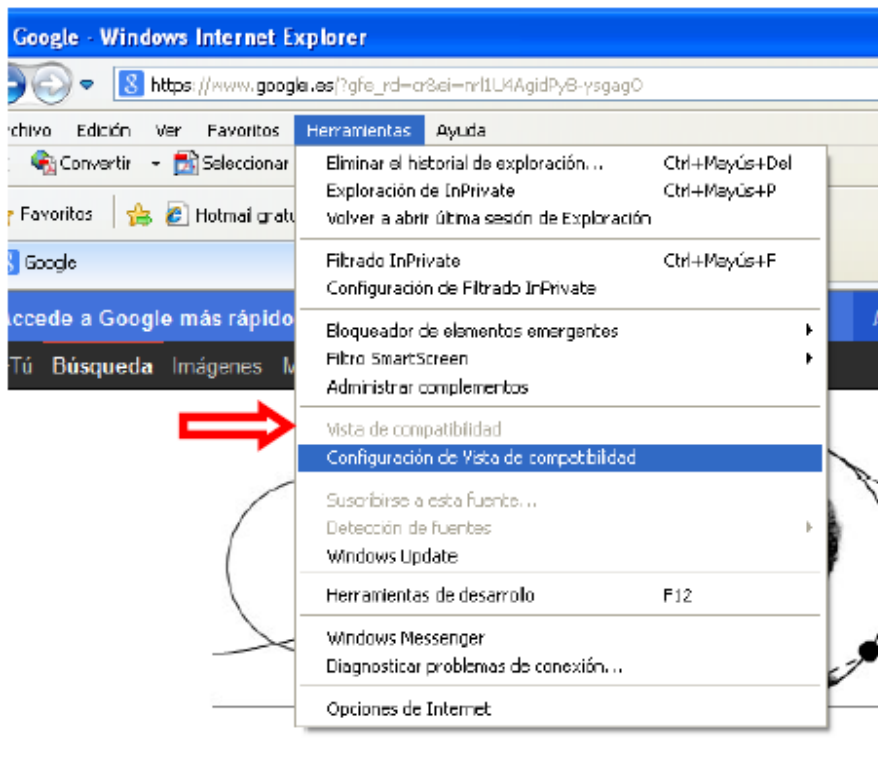 Google - Windows Internet Explorer
https://www.google.es/?gfe_rd=cr&ei=
rchivo Edición Ver Favoritos Herramientas Ayuda
Convertir Seleccionar
Favoritos Hotmail gratu
Google
Accede a Google más rápido
Tú Búsqueda Imágenes M
Eliminar el historial de exploración... Ctrl+Mayús+Del
Exploración de InPrivate Ctrl+Mayús+P
Volver a abrir última sesión de Exploración
Filtrado InPrivate Ctrl+Mayús+F
Configuración de Filtrado InPrivate
Bloqueador de elementos emergentes
Filtro SmartScreen
Administrar complementos
Vista de compatibilidad
Configuración de Vista de compatibilidad
Suscribirse a esta fuente...
Detección de fuentes
Windows Update
Herramientas de desarrollo F12
Windows Messenger
Diagnosticar problemas de conexión...
Opciones de Internet